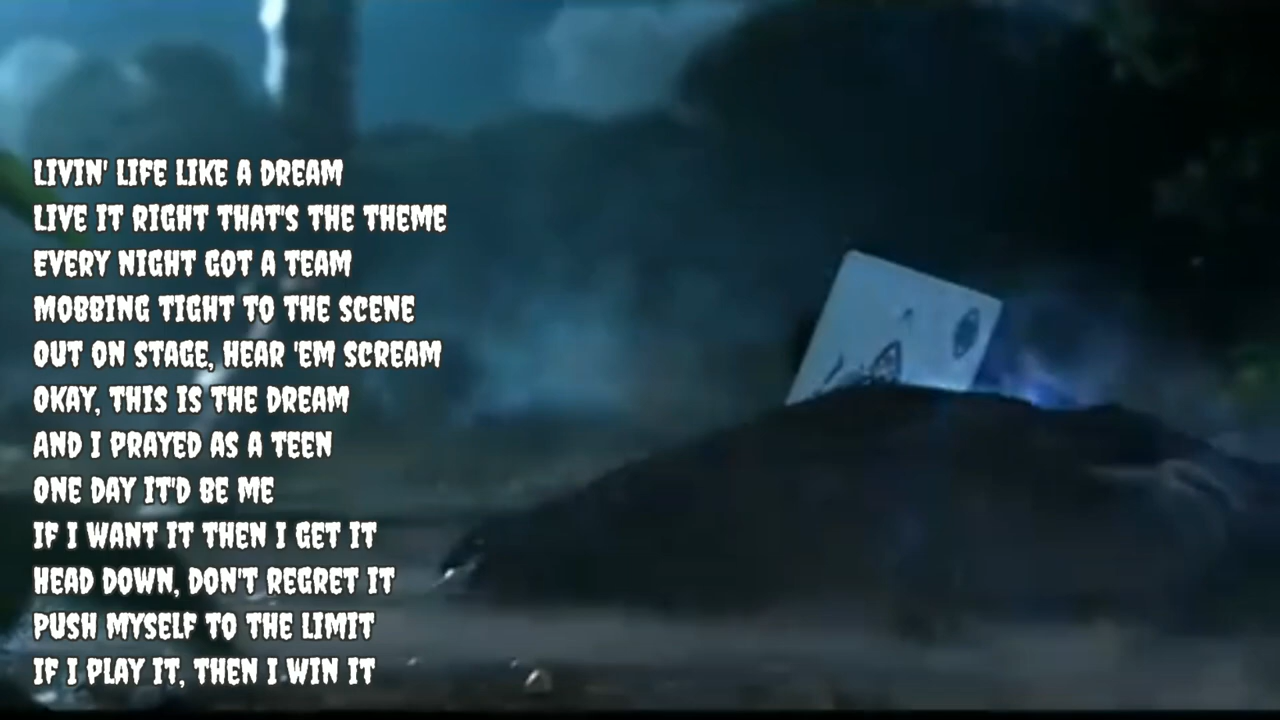 LIVIN' LIFE LIKE A DREAM
LIVE IT RIGHT THAT'S THE THEME
EVERY NIGHT GOT A TEAM
MOBBING TIGHT TO THE SCENE
OUT ON STAGE, HEAR 'EM SCREAM
OKAY, THIS IS THE DREAM
AND I PRAYED AS A TEEN
ONE DAY IT'D BE ME
IF I WANT IT THEN I GET IT
HEAD DOWN, DON'T REGRET IT
PUSH MYSELF TO THE LIMIT
IF I PLAY IT, THEN I WIN IT